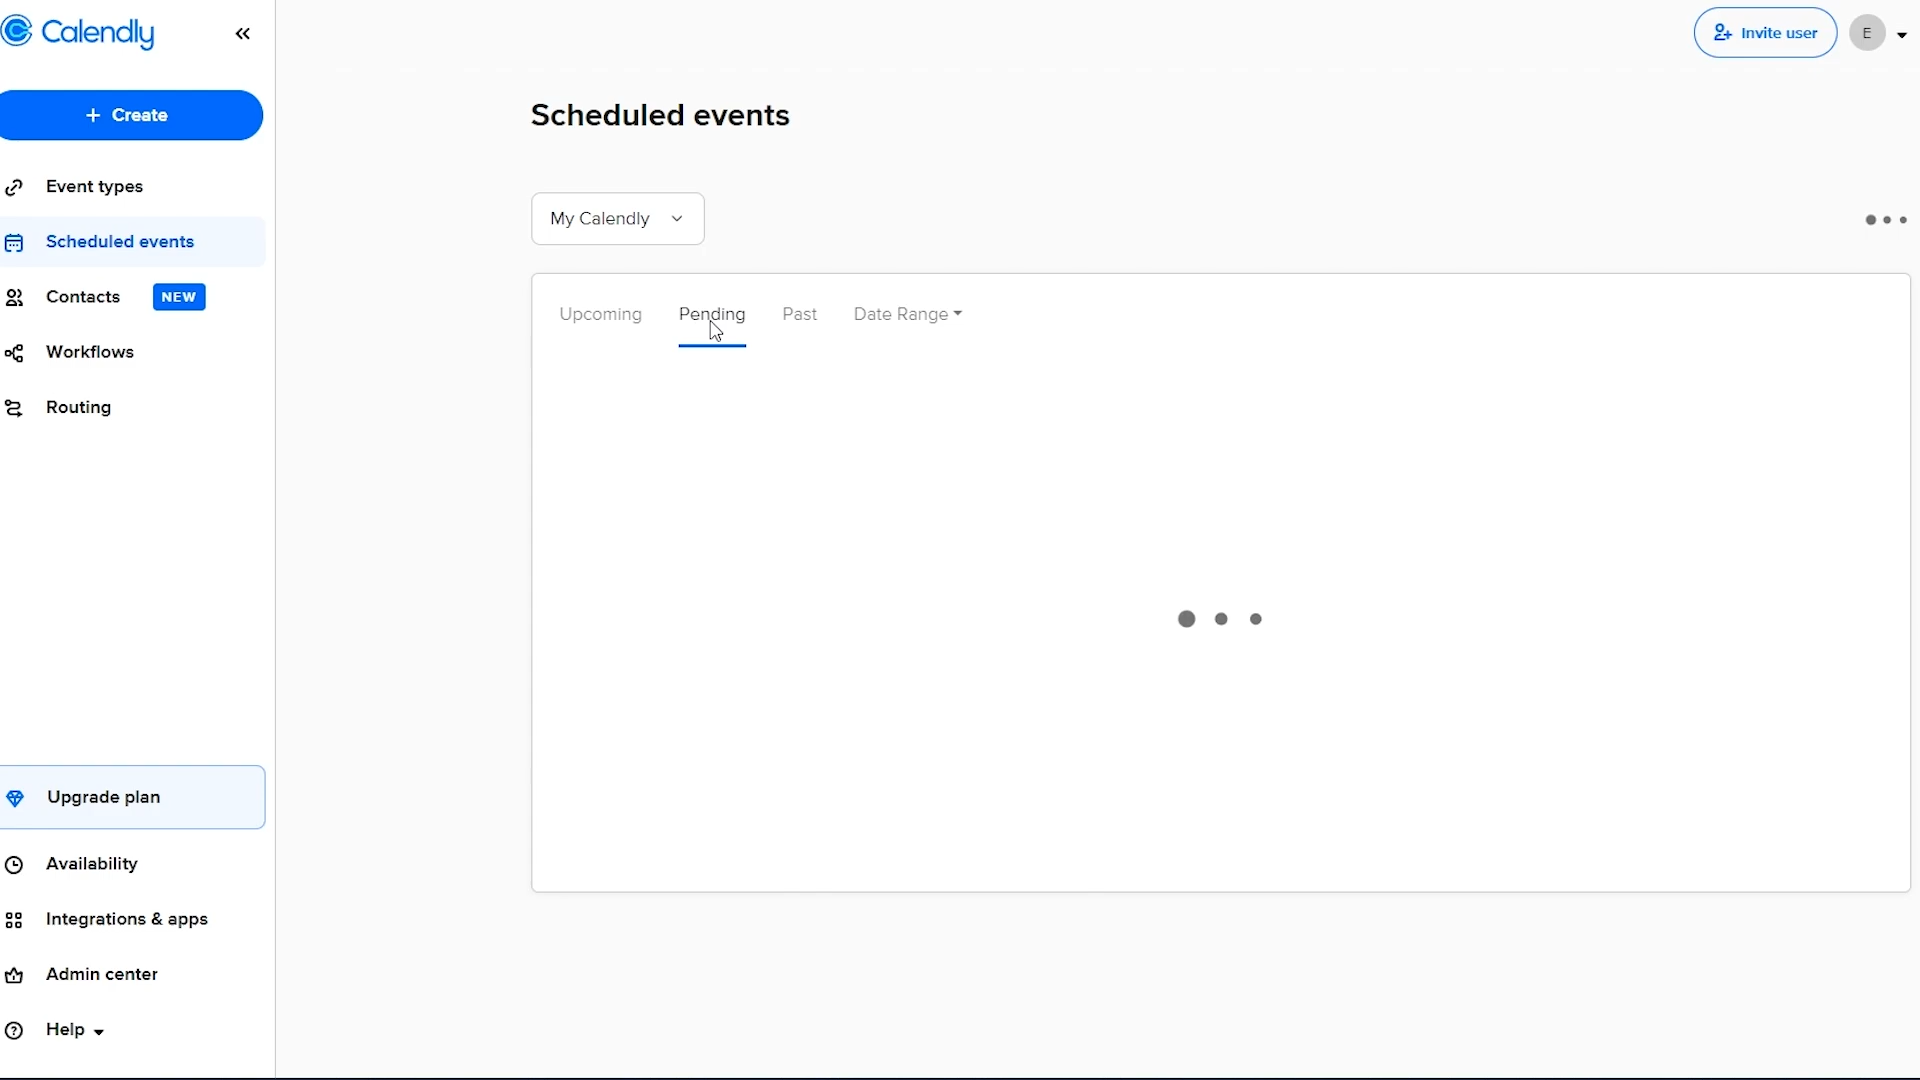 Calendly
Invite user
E
+ Create
Scheduled events
Event types
My Calendly
Scheduled events
Contacts NEW
Upcoming Pending Past Date Range
Workflows
Routing
Upgrade plan
Availability
Integrations & apps
Admin center
Help